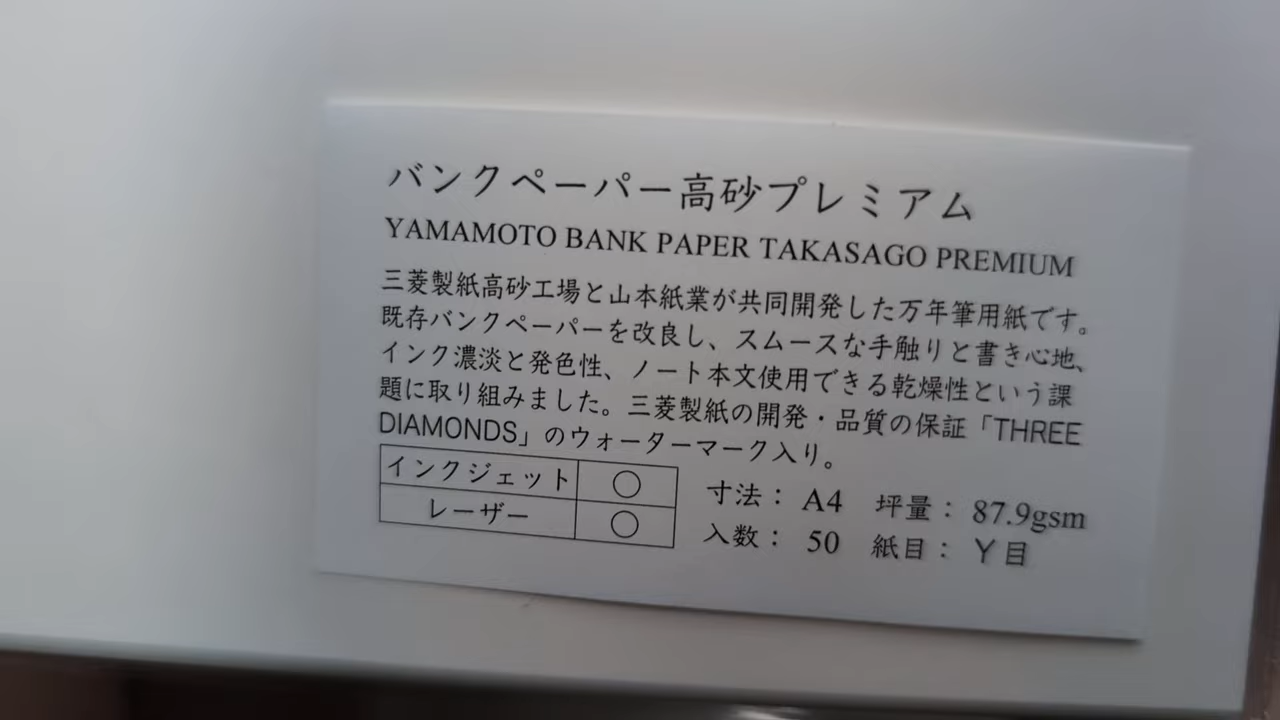 バンクペーパー高砂プレミアム
YAMAMOTO BANK PAPER TAKASAGO PREMIUM
三菱製紙高砂工場と山本紙業が共同開発した万年筆用紙です。
既存バンクペーパーを改良し、スムースな手触りと書き心地、
インク濃淡と発色性、ノート本文使用できる乾燥性という課
題に取り組みました。三菱製紙の開発・品質の保証「THREE
DIAMONDS」のウォーターマーク入り。
インクジェット ○
レーザー ○
寸法： A4 坪量： 87.9gsm
入数： 50 紙目： Y目